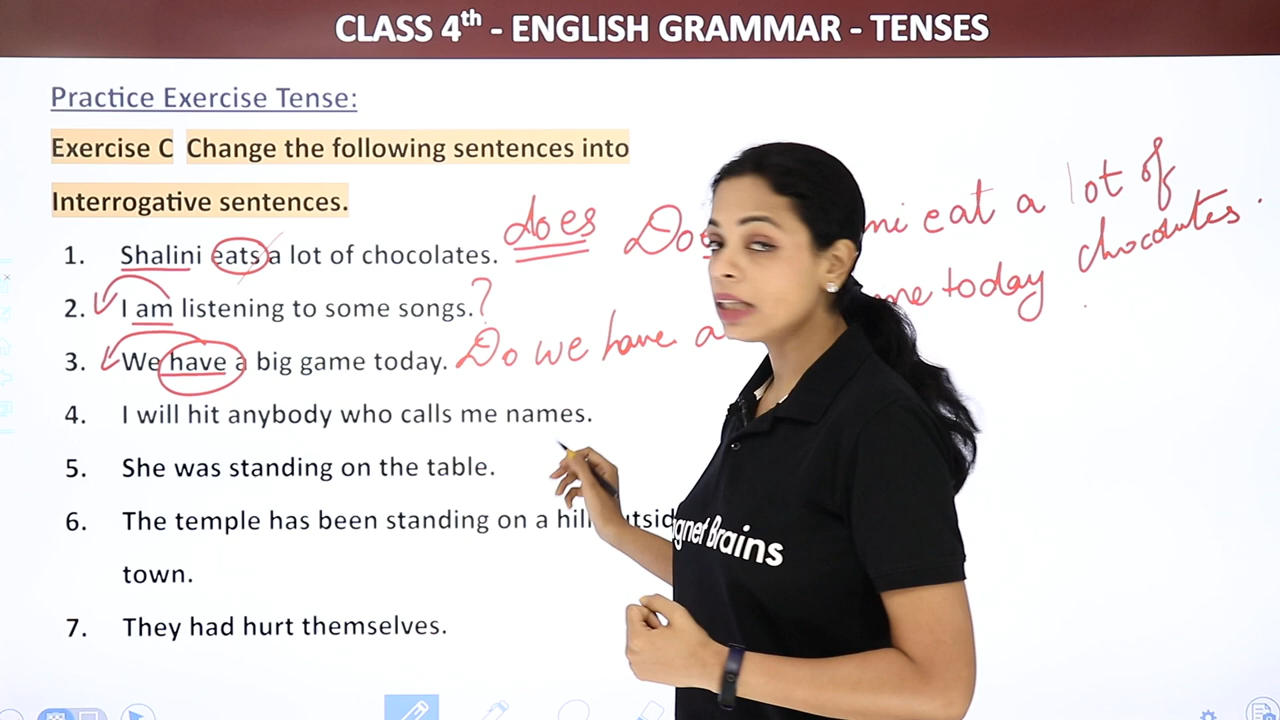 CLASS 4th - ENGLISH GRAMMAR - TENSES
Practice Exercise Tense:
Exercise C Change the following sentences into
Interrogative sentences.
1. Shalini eats a lot of chocolates. does eat a lot of
chocolates.
2. I am listening to some songs.? today
3. We have a big game today. Do we have a
4. I will hit anybody who calls me names.
5. She was standing on the table.
6. The temple has been standing on a hill
town.
7. They had hurt themselves.
Brains